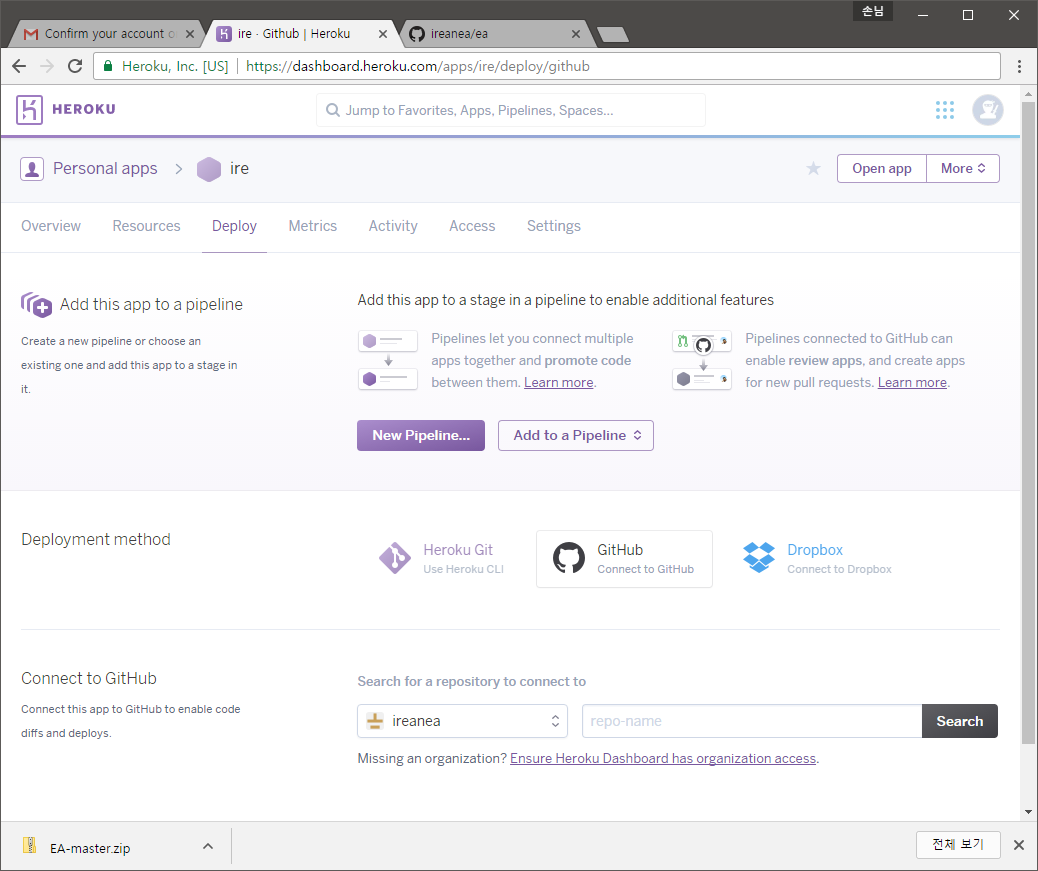 손님
Confirm your account o
ire · Github | Heroku
ireanea/ea
Heroku, Inc. [US]
https://dashboard.heroku.com/apps/ire/deploy/github
HEROKU
Jump to Favorites, Apps, Pipelines, Spaces...
Personal apps
ire
Open app
More
Overview
Resources
Deploy
Metrics
Activity
Access
Settings
Add this app to a pipeline
Create a new pipeline or choose an
existing one and add this app to a stage in
it.
Add this app to a stage in a pipeline to enable additional features
Pipelines let you connect multiple
apps together and promote code
between them. Learn more.
Pipelines connected to GitHub can
enable review apps, and create apps
for new pull requests. Learn more.
New Pipeline...
Add to a Pipeline
Deployment method
Heroku Git
Use Heroku CLI
GitHub
Connect to GitHub
Dropbox
Connect to Dropbox
Connect to GitHub
Connect this app to GitHub to enable code
diffs and deploys.
Search for a repository to connect to
ireanea
repo-name
Search
Missing an organization? Ensure Heroku Dashboard has organization access.
EA-master.zip
전체 보기